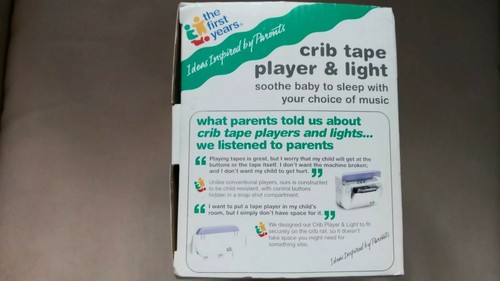 the
first
years®
Ideas Inspired by Parents
crib tape
player & light
soothe baby to sleep with
your choice of music
what parents told us about
crib tape players and lights...
we listened to parents
“ Playing tapes is great, but I worry that my child will get at the
buttons or the tape itself. I don't want the machine broken,
and I don't want my child to get hurt. ”
Unlike conventional players, ours is constructed
to be child resistant, with control buttons
hidden in a snap shut compartment.
“ I want to put a tape player in my child's
room, but I simply don't have space for it. ”
We designed our Crib Player & Light to fit
securely on the crib rail, so it doesn't
take space you might need for
something else.
Ideas Inspired by Parents